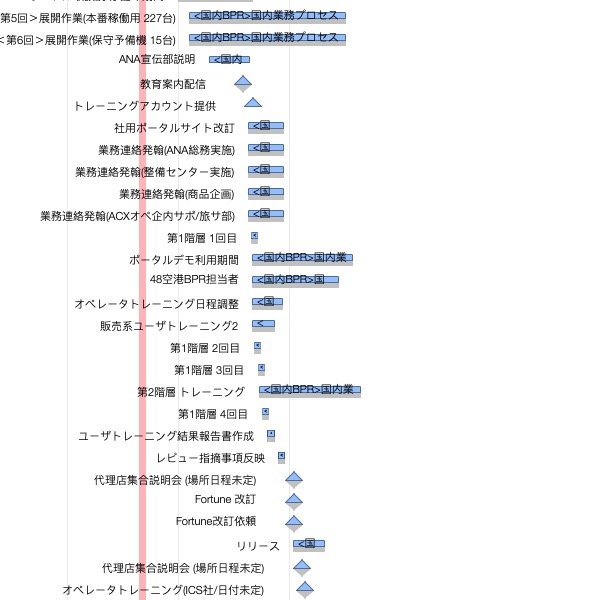 第5回＞展開作業(本番稼働用 227台) <国内BPR>国内業務プロセス
＜第6回＞展開作業(保守予備機 15台) <国内BPR>国内業務プロセス
ANA宣伝部説明 <国内
教育案内配信
トレーニングアカウント提供
社用ポータルサイト改訂 <国
業務連絡発翰(ANA総務実施) <国
業務連絡発翰(整備センター実施) <国
業務連絡発翰(商品企画) <国
業務連絡発翰(ACXオペ企内サポ/旅サ部) <国
第1階層 1回目 <
ポータルデモ利用期間 <国内BPR>国内業
48空港BPR担当者 <国内BPR>国
オペレータトレーニング日程調整 <国
販売系ユーザトレーニング2 <
第1階層 2回目 <
第1階層 3回目 <
第2階層 トレーニング <国内BPR>国内業
第1階層 4回目 <
ユーザトレーニング結果報告書作成 <
レビュー指摘事項反映 <
代理店集合説明会 (場所日程未定)
Fortune 改訂
Fortune改訂依頼
リリース <国
代理店集合説明会 (場所日程未定)
オペレータトレーニング(ICS社/日付未定)